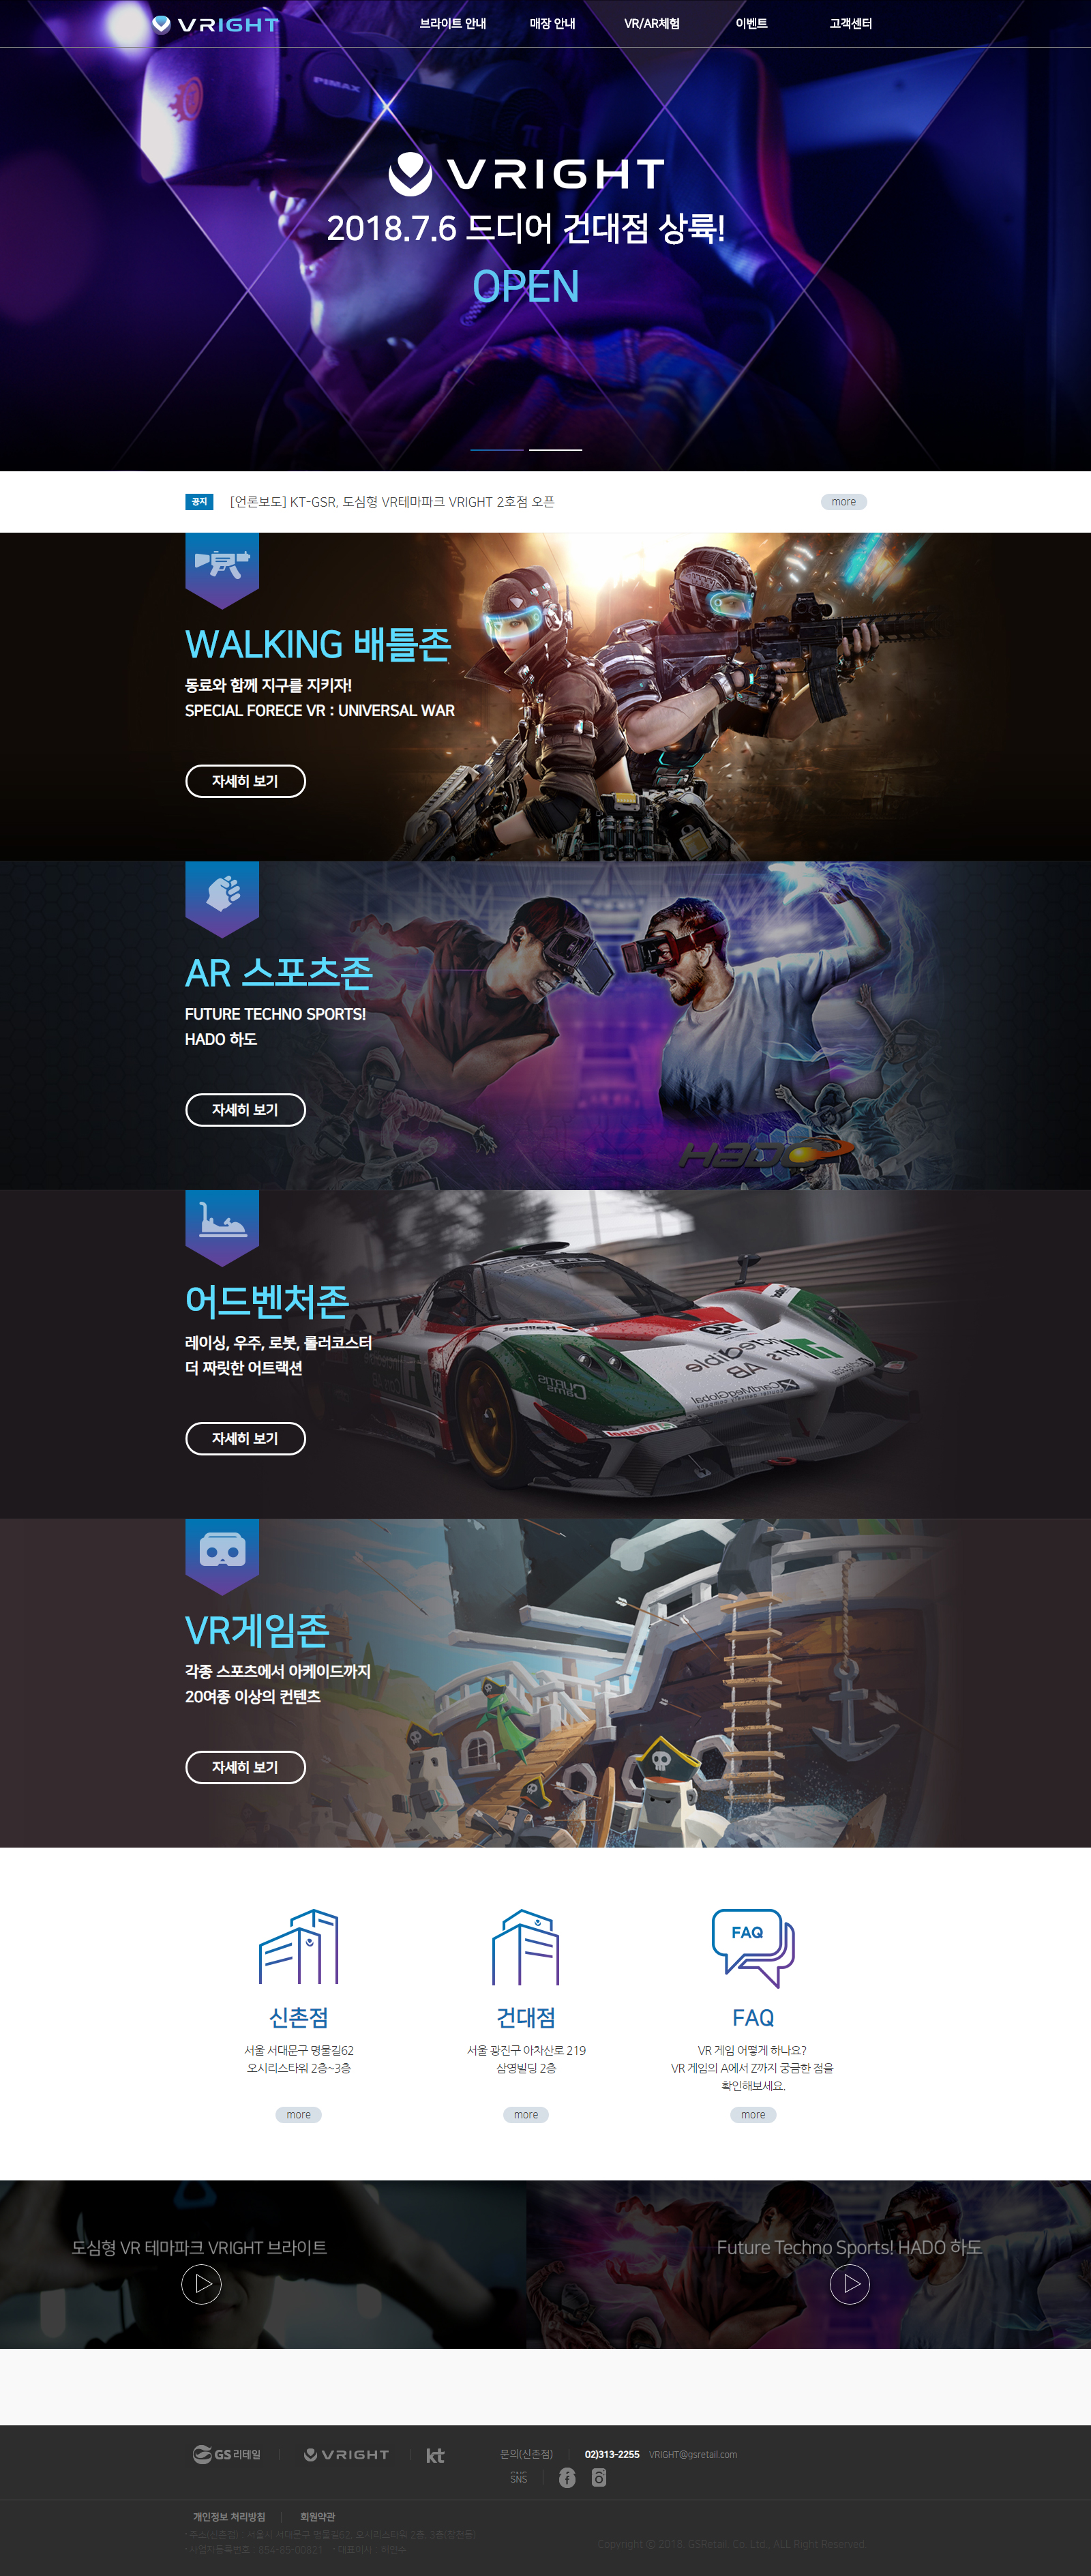 VRIGHT
브라이트 안내
매장 안내
VR/AR체험
이벤트
고객센터
PIMAX
VRIGHT
2018.7.6 드디어 건대점 상륙!
OPEN
공지
[언론보도] KT-GSR, 도심형 VR테마파크 VRIGHT 2호점 오픈
more
WALKING 배틀존
동료와 함께 지구를 지키자!
SPECIAL FORECE VR : UNIVERSAL WAR
자세히 보기
AR 스포츠존
FUTURE TECHNO SPORTS!
HADO 하도
자세히 보기
HADO
어드벤처존
레이싱, 우주, 로봇, 롤러코스터
더 짜릿한 어트랙션
자세히 보기
VR게임존
각종 스포츠에서 아케이드까지
20여종 이상의 컨텐츠
자세히 보기
FAQ
신촌점
건대점
FAQ
서울 서대문구 명물길62
오시리스타워 2층~3층
서울 광진구 아차산로 219
삼영빌딩 2층
VR 게임 어떻게 하나요?
VR 게임의 A에서 Z까지 궁금한 점을
확인해보세요.
more
more
more
도심형 VR 테마파크 VRIGHT 브라이트
Future Techno Sports! HADO 하도
GS리테일
VRIGHT
kt
문의(신촌점)
02)313-2255
VRIGHT@gsretail.com
SNS
개인정보 처리방침
회원약관
Copyright © 2018. GSRetail. Co. Ltd., ALL Right Reserved